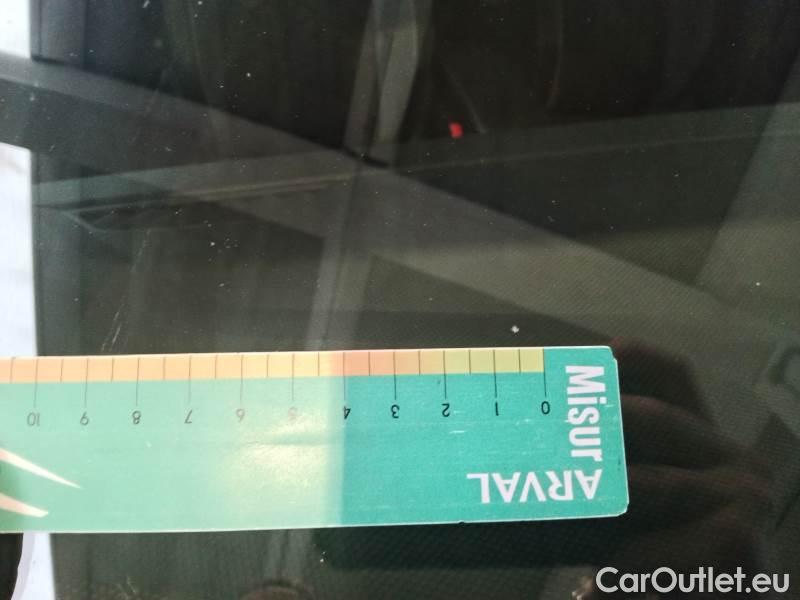 10 9 8 7 6 5 4 3 2 1 0
Misur
ARVAL
CarOutlet.eu